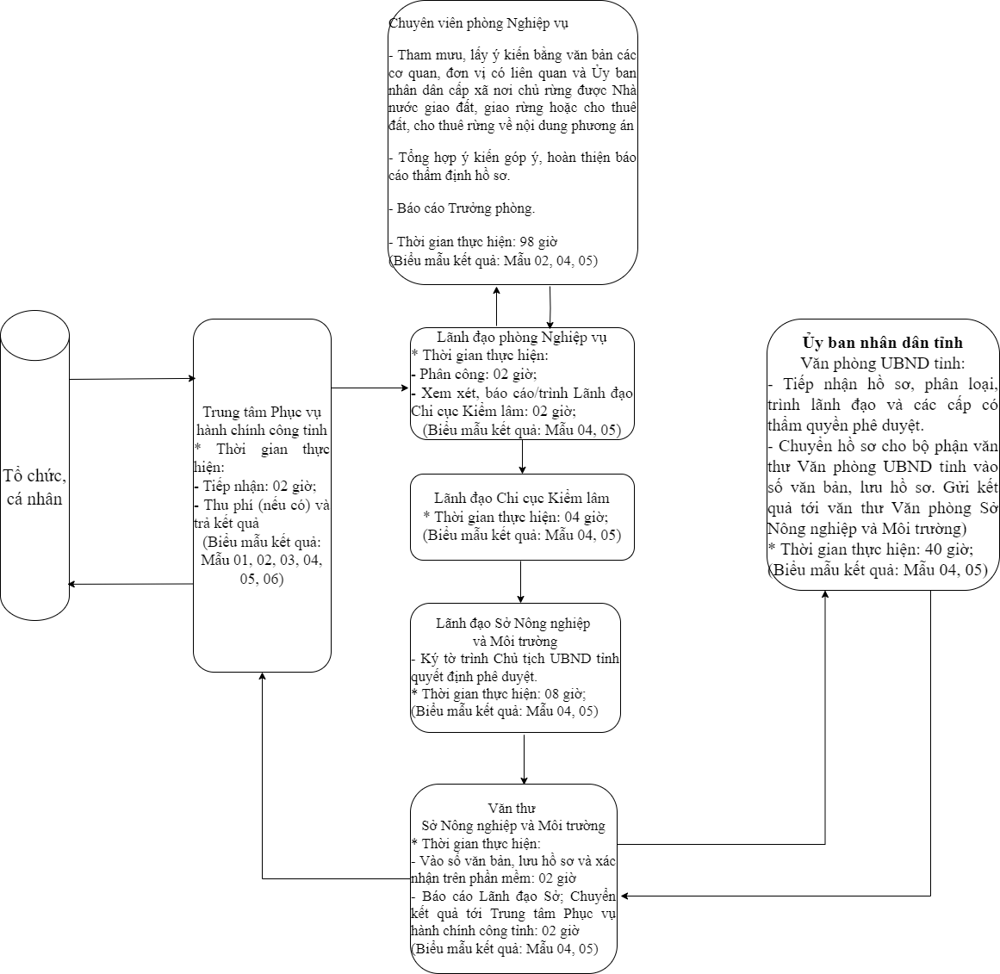 Chuyên viên phòng Nghiệp vụ
- Tham mưu, lấy ý kiến bằng văn bản các
cơ quan, đơn vị có liên quan và Ủy ban
nhân dân cấp xã nơi chủ rừng được Nhà
nước giao đất, giao rừng hoặc cho thuê
đất, cho thuê rừng về nội dung phương án
- Tổng hợp ý kiến góp ý, hoàn thiện báo
cáo thẩm định hồ sơ.
- Báo cáo Trưởng phòng.
- Thời gian thực hiện: 98 giờ
(Biểu mẫu kết quả: Mẫu 02, 04, 05)
Tổ chức,
cá nhân
Trung tâm Phục vụ
hành chính công tỉnh
* Thời gian thực
hiện:
- Tiếp nhận: 02 giờ;
- Thu phí (nếu có) và
trả kết quả
(Biểu mẫu kết quả:
Mẫu 01, 02, 03, 04,
05, 06)
Lãnh đạo phòng Nghiệp vụ
* Thời gian thực hiện:
- Phân công: 02 giờ;
- Xem xét, báo cáo/trình Lãnh đạo
Chi cục Kiểm lâm: 02 giờ;
(Biểu mẫu kết quả: Mẫu 04, 05)
Lãnh đạo Chi cục Kiểm lâm
* Thời gian thực hiện: 04 giờ;
(Biểu mẫu kết quả: Mẫu 04, 05)
Lãnh đạo Sở Nông nghiệp
và Môi trường
- Ký tờ trình Chủ tịch UBND tỉnh
quyết định phê duyệt.
* Thời gian thực hiện: 08 giờ;
(Biểu mẫu kết quả: Mẫu 04, 05)
Văn thư
Sở Nông nghiệp và Môi trường
* Thời gian thực hiện:
- Vào sổ văn bản, lưu hồ sơ và xác
nhận trên phần mềm: 02 giờ
- Báo cáo Lãnh đạo Sở; Chuyển
kết quả tới Trung tâm Phục vụ
hành chính công tỉnh: 02 giờ
(Biểu mẫu kết quả: Mẫu 04, 05)
Ủy ban nhân dân tỉnh
Văn phòng UBND tỉnh:
- Tiếp nhận hồ sơ, phân loại,
trình lãnh đạo và các cấp có
thẩm quyền phê duyệt.
- Chuyển hồ sơ cho bộ phận văn
thư Văn phòng UBND tỉnh vào
số văn bản, lưu hồ sơ. Gửi kết
quả tới văn thư Văn phòng Sở
Nông nghiệp và Môi trường)
* Thời gian thực hiện: 40 giờ;
(Biểu mẫu kết quả: Mẫu 04, 05)